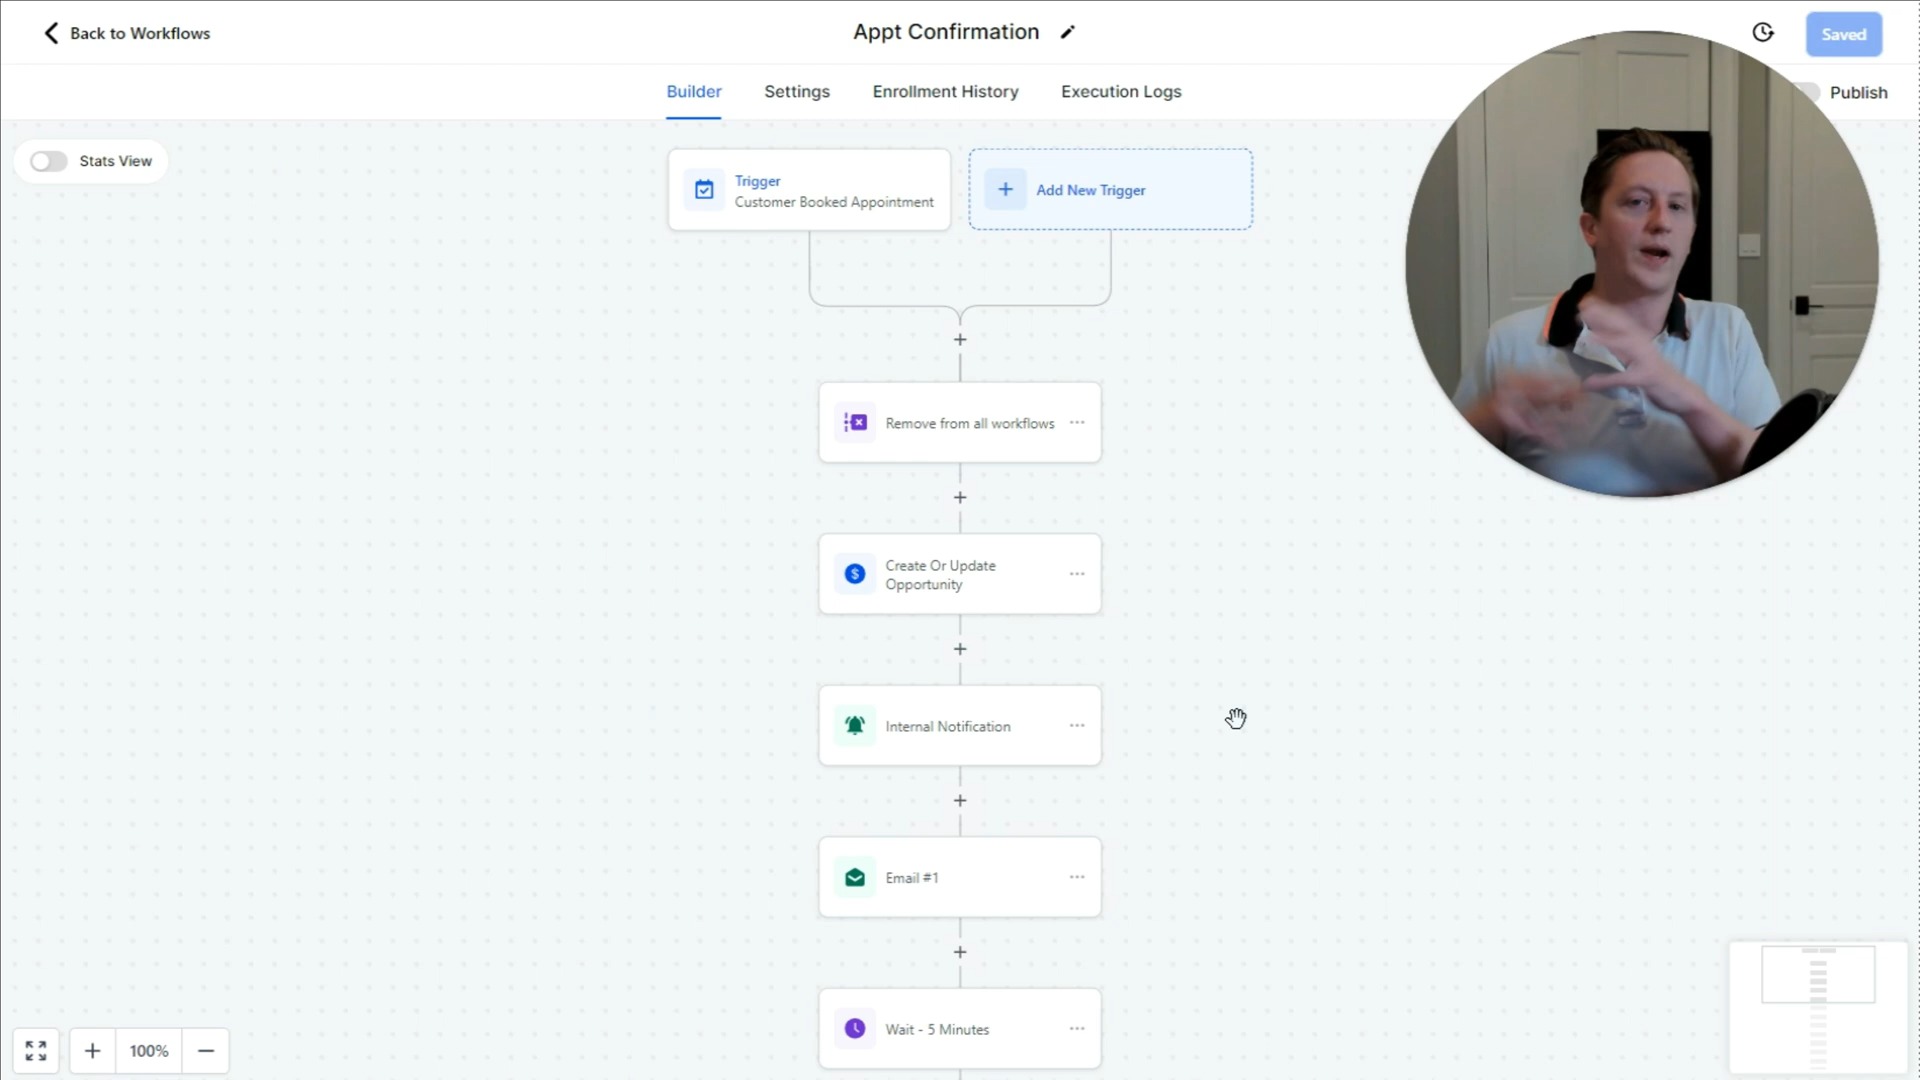 Back to Workflows
Appt Confirmation
Saved
Builder
Settings
Enrollment History
Execution Logs
Publish
Stats View
Trigger
Customer Booked Appointment
Add New Trigger
Remove from all workflows
Create Or Update
Opportunity
Internal Notification
Email #1
Wait - 5 Minutes
100%